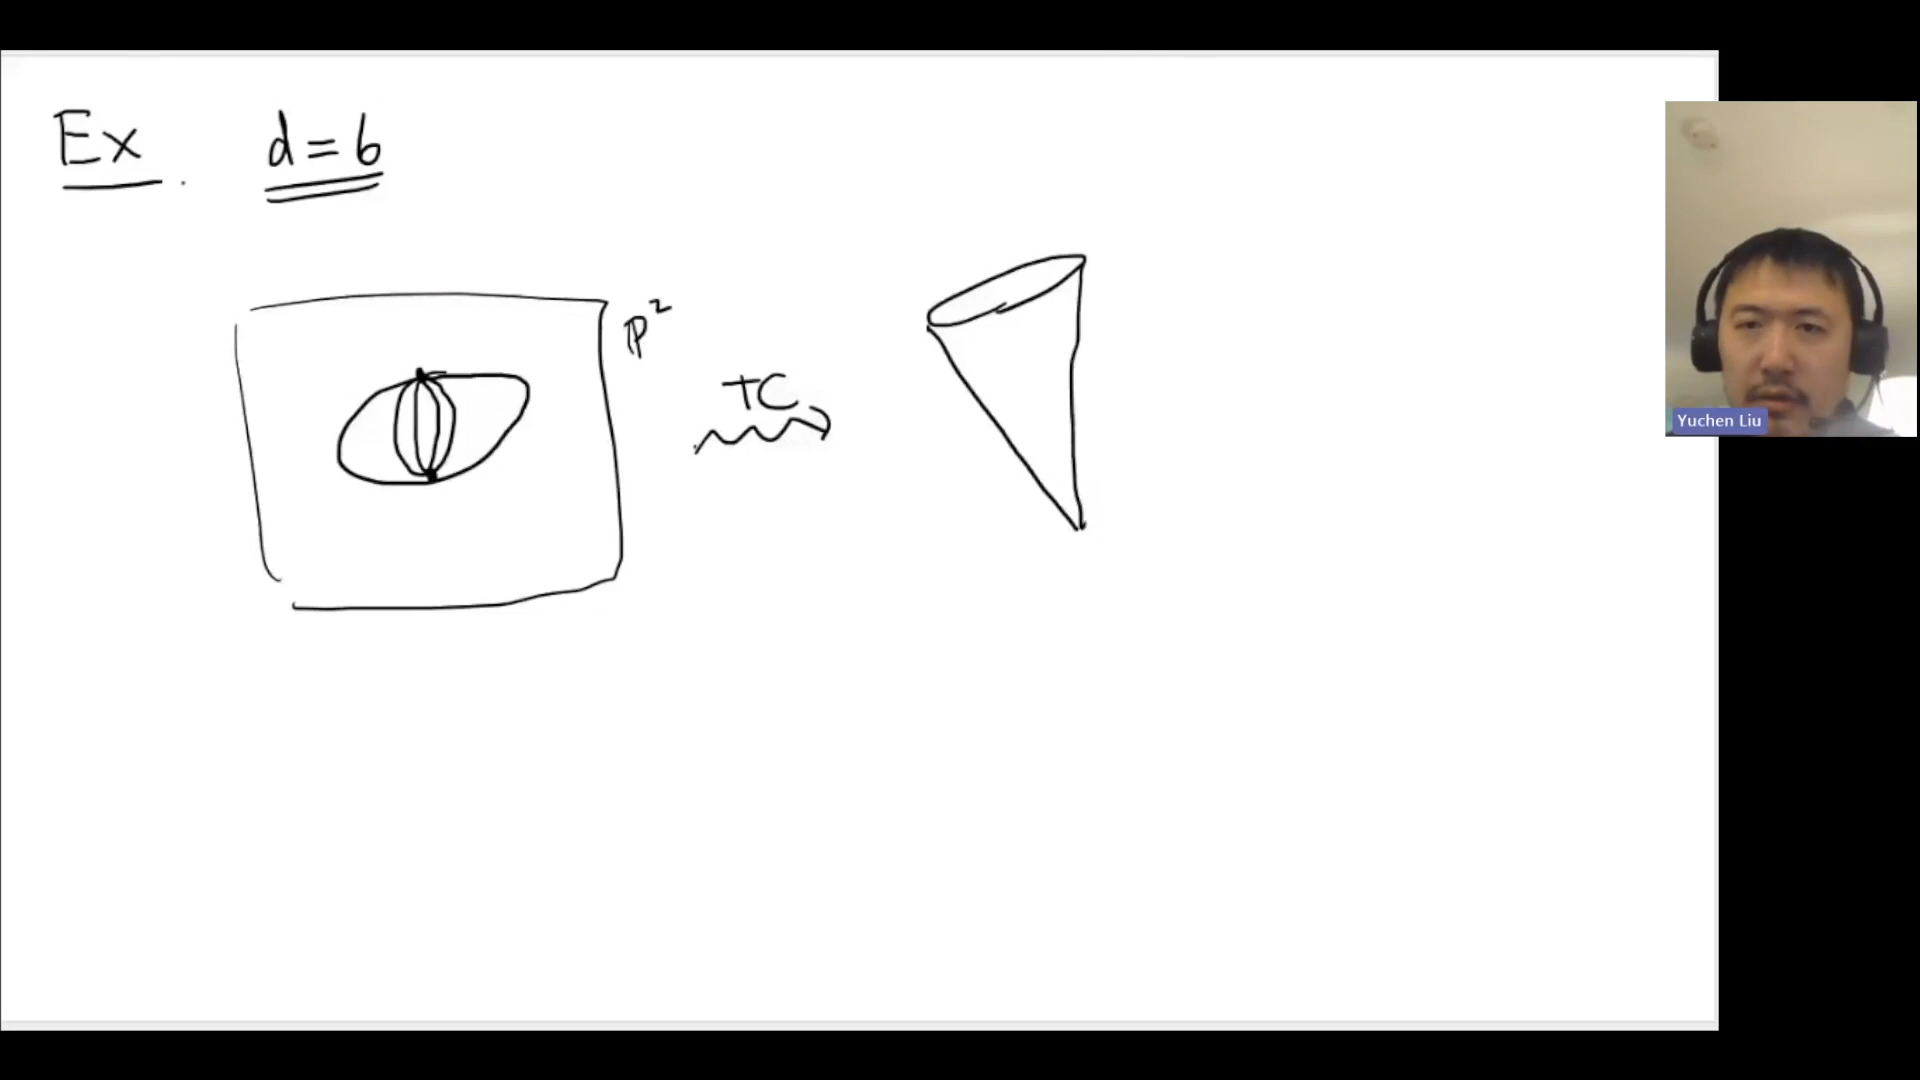 Ex. d = 6
ℙ²
TC
Yuchen Liu